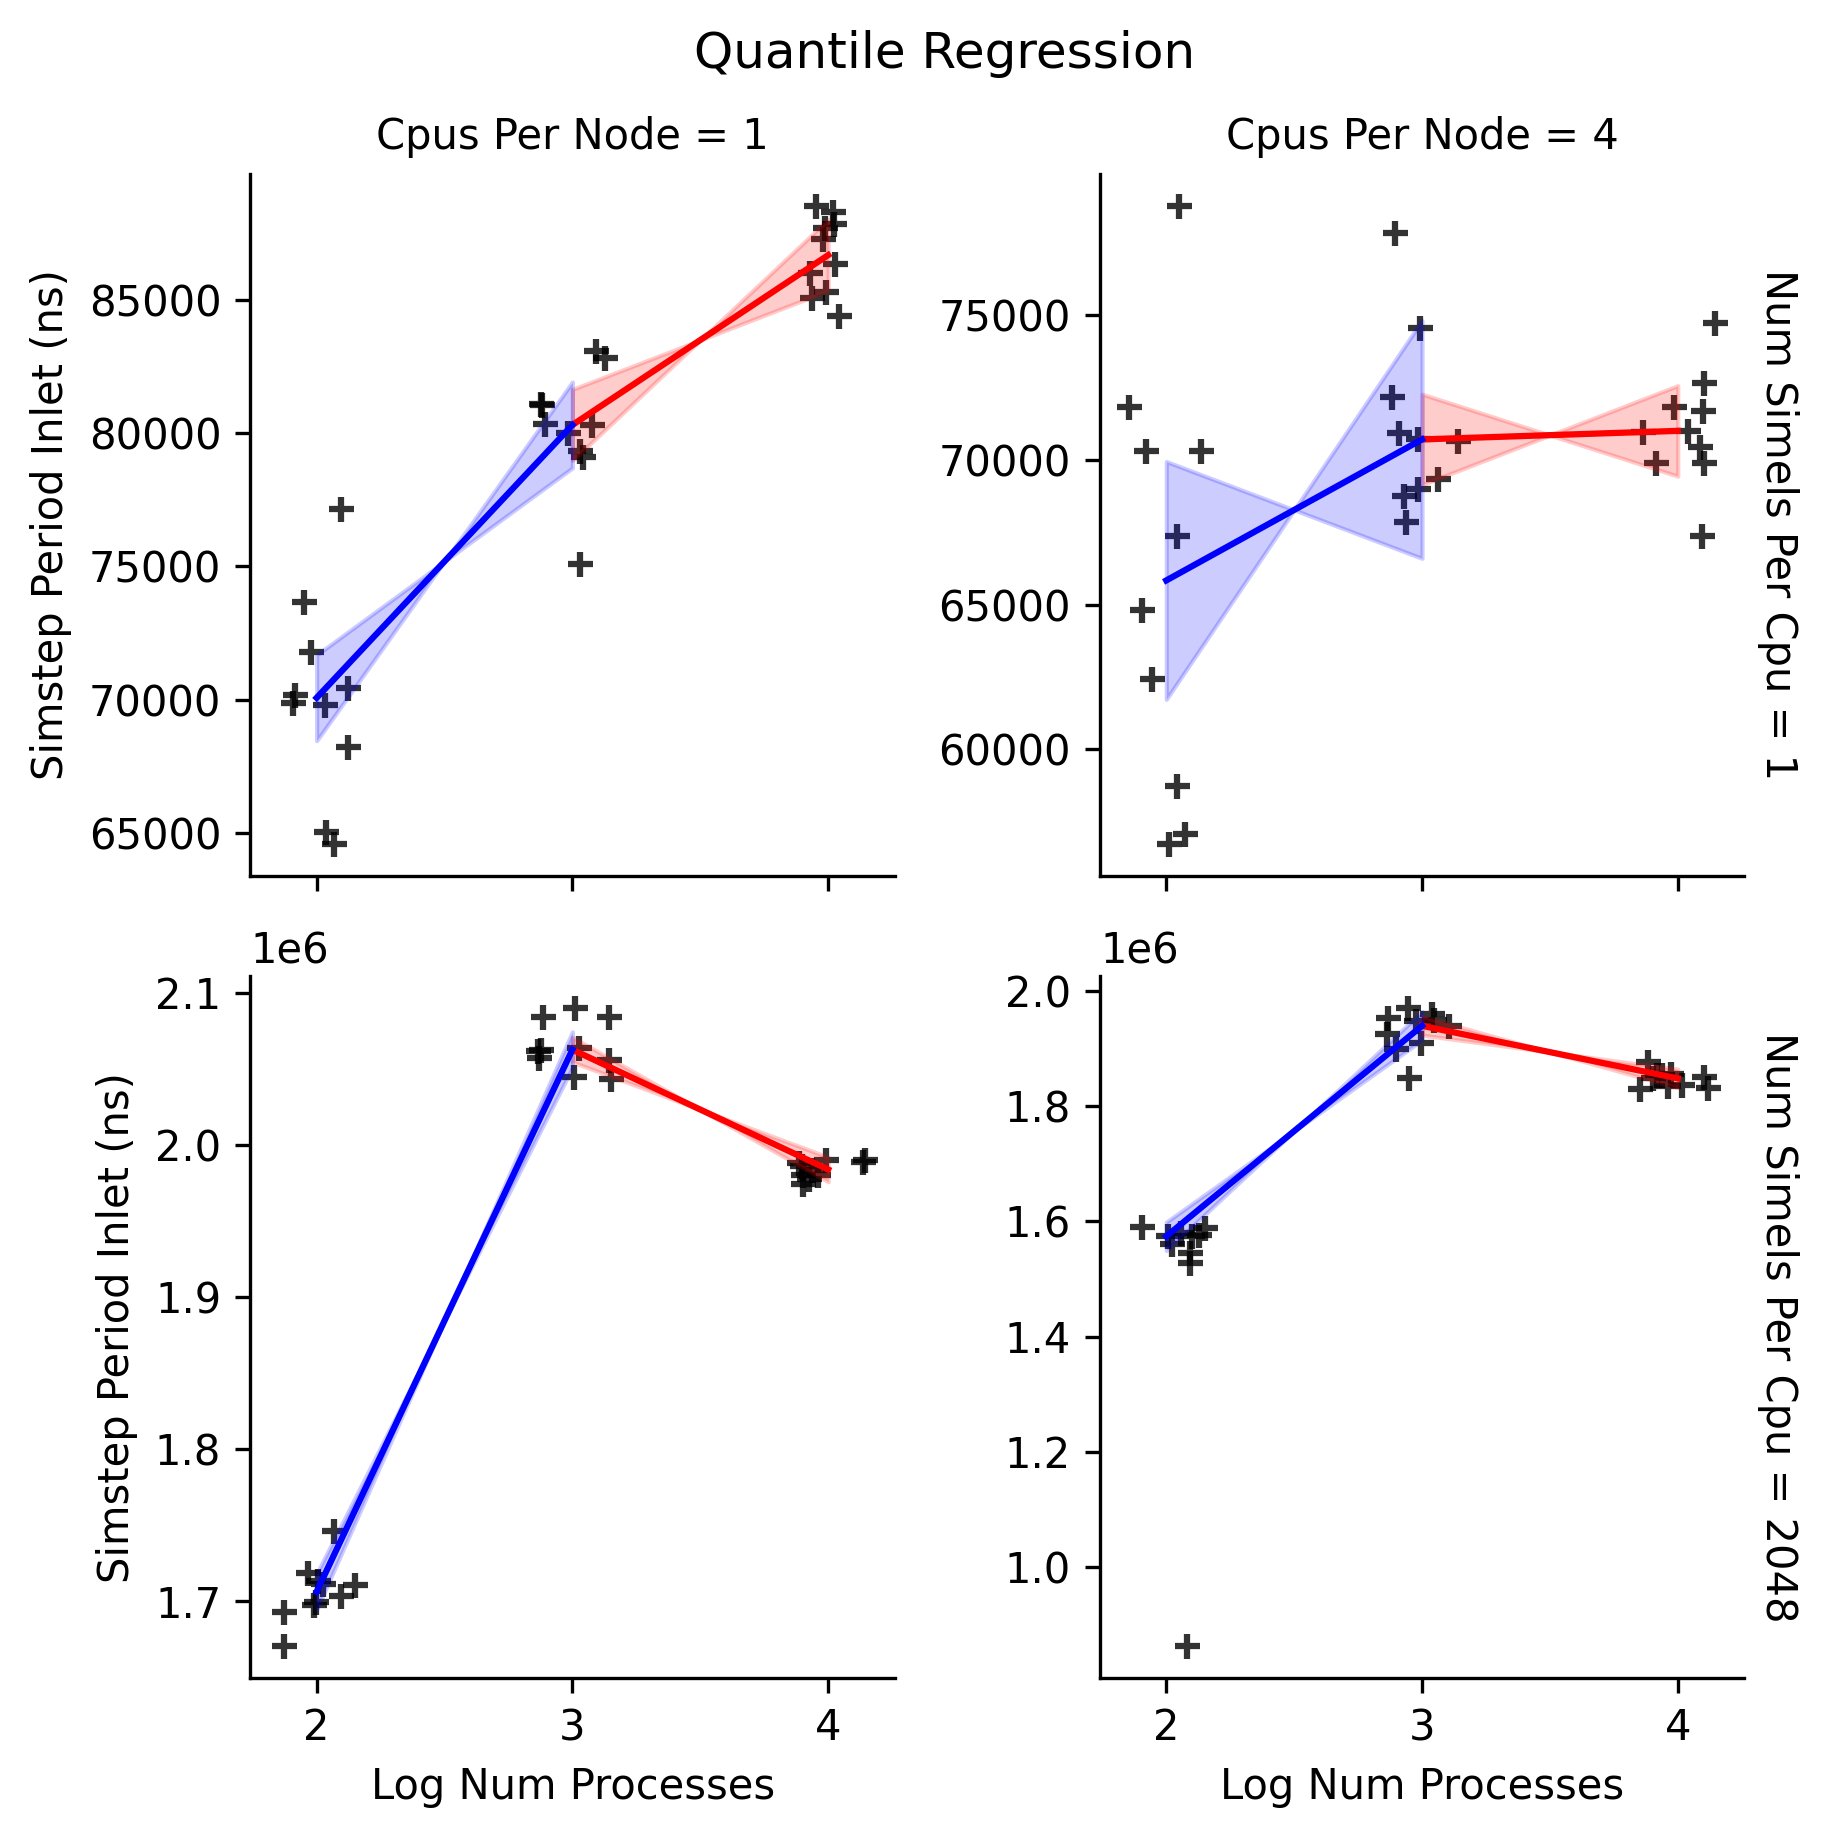 Quantile Regression
Cpus Per Node = 1
Cpus Per Node = 4
Simstep Period Inlet (ns)
85000
80000
75000
70000
65000
75000
70000
65000
60000
Num Simels Per Cpu = 1
1e6
Simstep Period Inlet (ns)
2.1
2.0
1.9
1.8
1.7
2
3
4
Log Num Processes
1e6
2.0
1.8
1.6
1.4
1.2
1.0
2
3
4
Log Num Processes
Num Simels Per Cpu = 2048